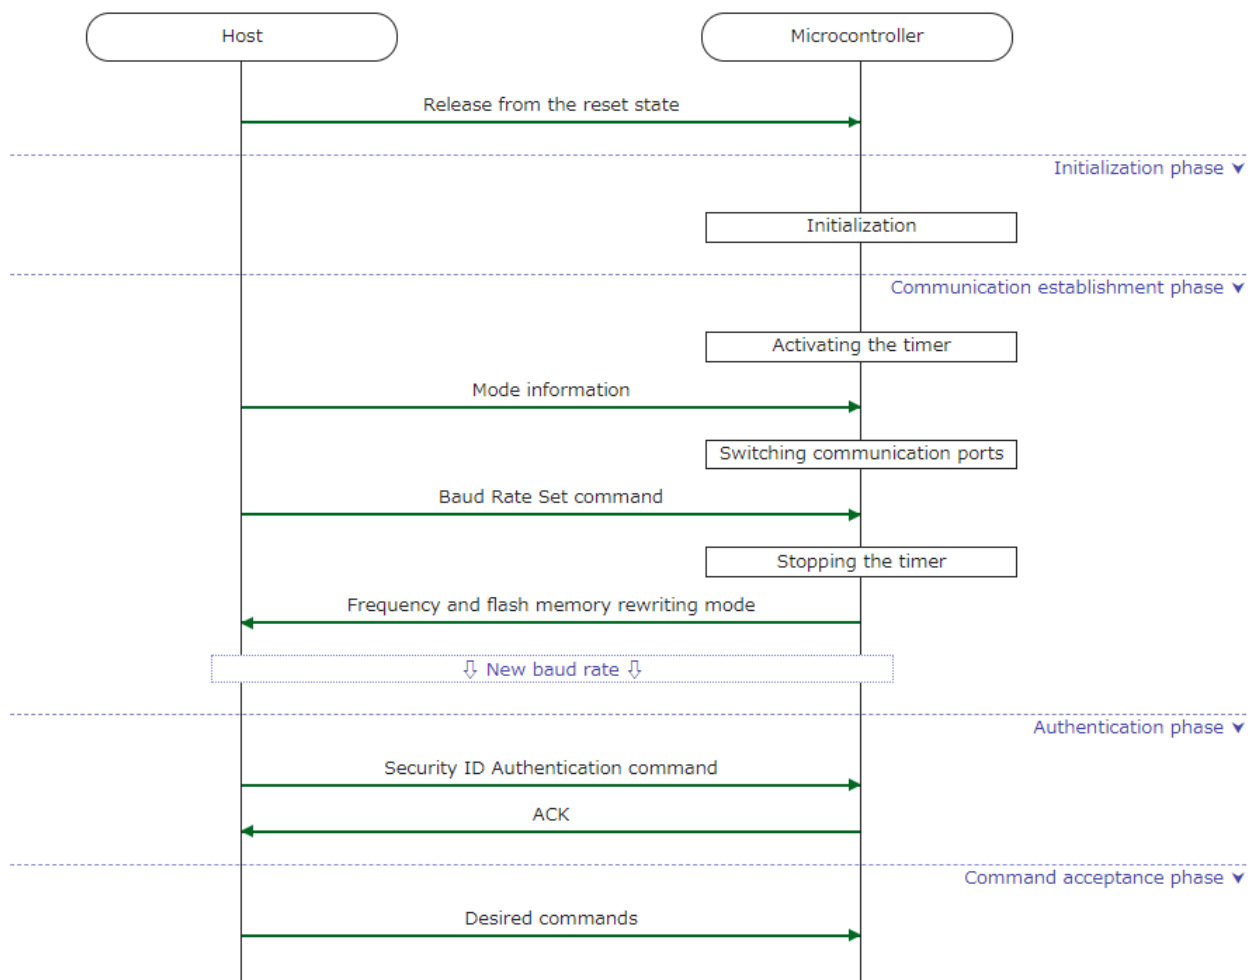 Host
Microcontroller
Release from the reset state
Initialization phase
Initialization
Communication establishment phase
Activating the timer
Mode information
Switching communication ports
Baud Rate Set command
Stopping the timer
Frequency and flash memory rewriting mode
⇩ New baud rate ⇩
Authentication phase
Security ID Authentication command
ACK
Command acceptance phase
Desired commands